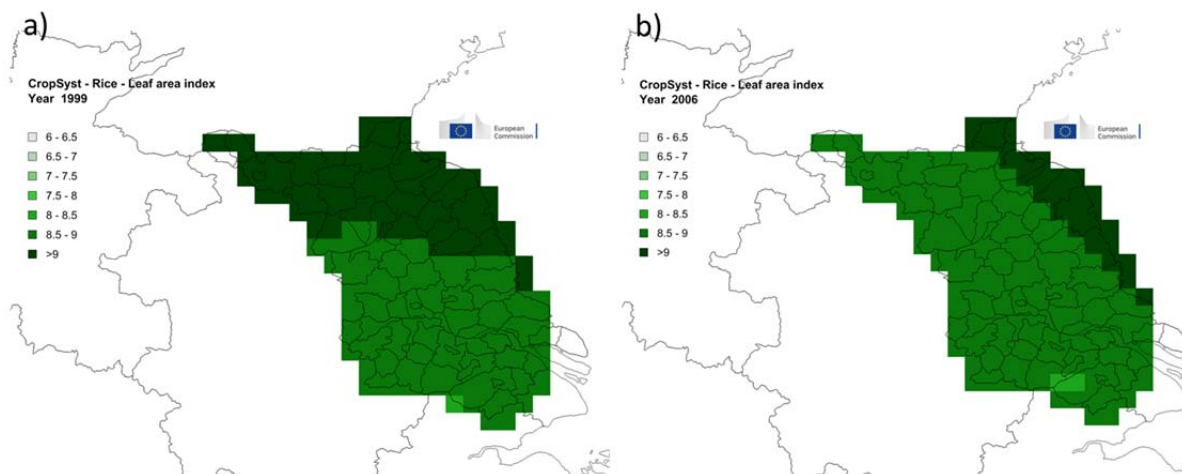 a)
CropSyst - Rice - Leaf area index
Year 1999
6 - 6.5
6.5 - 7
7 - 7.5
7.5 - 8
8 - 8.5
8.5 - 9
>9
European
Commission
b)
CropSyst - Rice - Leaf area index
Year 2006
6 - 6.5
6.5 - 7
7 - 7.5
7.5 - 8
8 - 8.5
8.5 - 9
>9
European
Commission